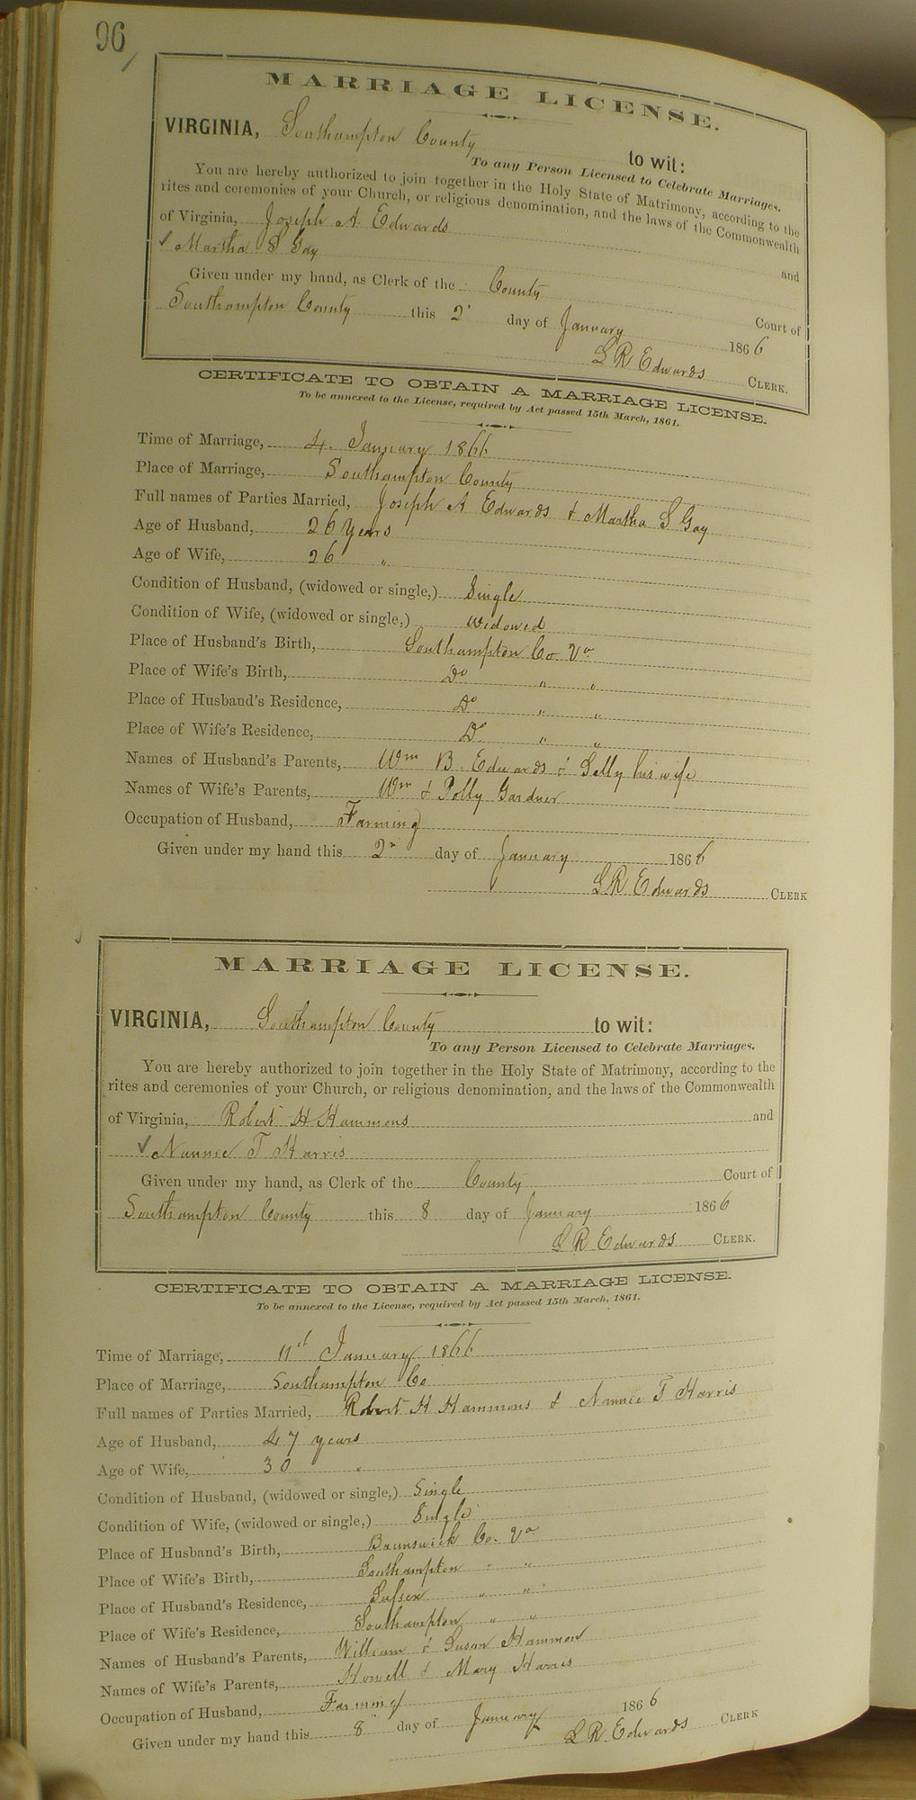 96
MARRIAGE LICENSE.
VIRGINIA, Southampton County to wit:
To any Person Licensed to Celebrate Marriages.
You are hereby authorized to join together in the Holy State of Matrimony, according to the
rites and ceremonies of your Church, or religious denomination, and the laws of the Commonwealth
of Virginia, Joseph A. Edwards and
✓ Martha S Gay
Given under my hand, as Clerk of the County Court of
Southampton County this 2 day of January 1866
L R Edwards CLERK.
CERTIFICATE TO OBTAIN A MARRIAGE LICENSE.
To be annexed to the License, required by Act passed 15th March, 1861.
Time of Marriage, 4. January 1866
Place of Marriage, Southampton County
Full names of Parties Married, Joseph A Edwards & Martha S Gay
Age of Husband, 26 years
Age of Wife, 26 "
Condition of Husband, (widowed or single,) Single
Condition of Wife, (widowed or single,) Widowed
Place of Husband's Birth, Southampton Co. Va
Place of Wife's Birth, Do " "
Place of Husband's Residence, Do " "
Place of Wife's Residence, Do " "
Names of Husband's Parents, Wm B. Edwards & Sally his wife
Names of Wife's Parents, Wm & Polly Gardner
Occupation of Husband, Farming
Given under my hand this 2 day of January 1866
L R Edwards CLERK
MARRIAGE LICENSE.
VIRGINIA, Southampton County to wit:
To any Person Licensed to Celebrate Marriages.
You are hereby authorized to join together in the Holy State of Matrimony, according to the
rites and ceremonies of your Church, or religious denomination, and the laws of the Commonwealth
of Virginia, Robert H Hammons and
✓ Nannie T Harris
Given under my hand, as Clerk of the County Court of
Southampton County this 8 day of January 1866
L R Edwards CLERK.
CERTIFICATE TO OBTAIN A MARRIAGE LICENSE.
To be annexed to the License, required by Act passed 15th March, 1861.
Time of Marriage, 11th January 1866
Place of Marriage, Southampton Co
Full names of Parties Married, Robert H Hammons & Nannie T Harris
Age of Husband, 47 years
Age of Wife, 30 "
Condition of Husband, (widowed or single,) Single
Condition of Wife, (widowed or single,) Single
Place of Husband's Birth, Brunswick Co. Va
Place of Wife's Birth, Southampton " "
Place of Husband's Residence, Sussex " "
Place of Wife's Residence, Southampton " "
Names of Husband's Parents, William & Susan Hammon
Names of Wife's Parents, Howell & Mary Harris
Occupation of Husband, Farming
Given under my hand this 8 day of January 1866
L R. Edwards CLERK